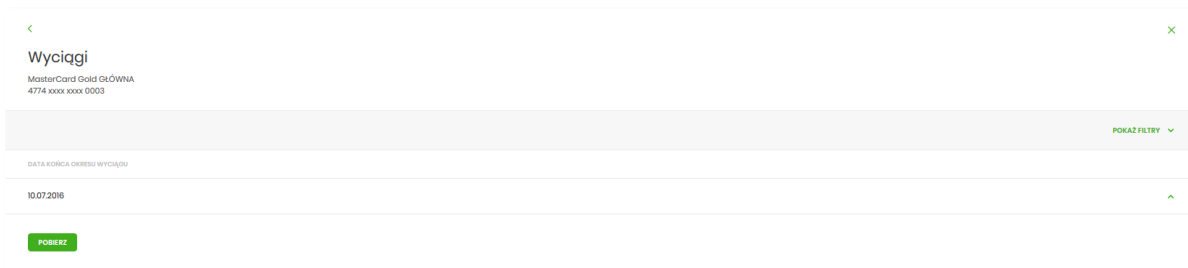 Wyciągi
MasterCard Gold GŁÓWNA
4774 xxxx xxxx 0003
POKAŻ FILTRY
DATA KOŃCA OKRESU WYCIĄGU
10.07.2016
POBIERZ